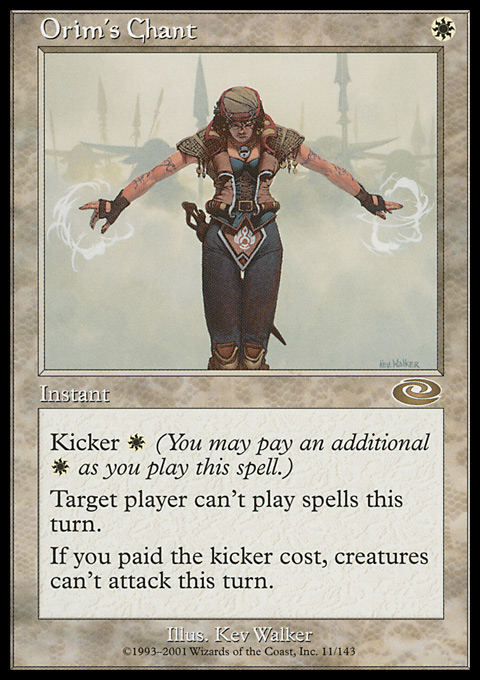 Orim's Chant
KEV WALKER
Instant
Kicker (You may pay an additional
as you play this spell.)
Target player can't play spells this
turn.
If you paid the kicker cost, creatures
can't attack this turn.
Illus. Kev Walker
©1993–2001 Wizards of the Coast, Inc. 11/143